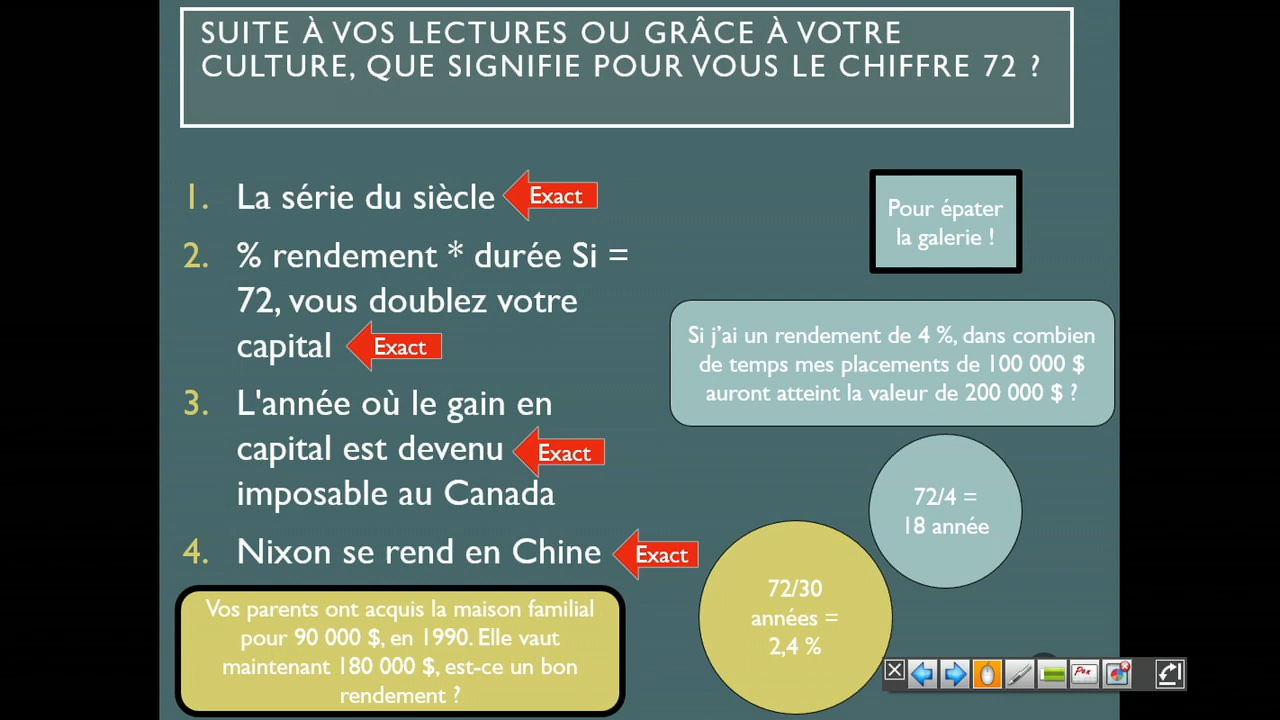 SUITE À VOS LECTURES OU GRÂCE À VOTRE
CULTURE, QUE SIGNIFIE POUR VOUS LE CHIFFRE 72 ?
1. La série du siècle
Exact
2. % rendement * durée Si =
72, vous doublez votre
capital
Exact
3. L'année où le gain en
capital est devenu
Exact
imposable au Canada
4. Nixon se rend en Chine
Exact
Vos parents ont acquis la maison familial
pour 90 000 $, en 1990. Elle vaut
maintenant 180 000 $, est-ce un bon
rendement ?
Pour épater
la galerie !
Si j’ai un rendement de 4 %, dans combien
de temps mes placements de 100 000 $
auront atteint la valeur de 200 000 $ ?
72/4 =
18 année
72/30
années =
2,4 %
Pen